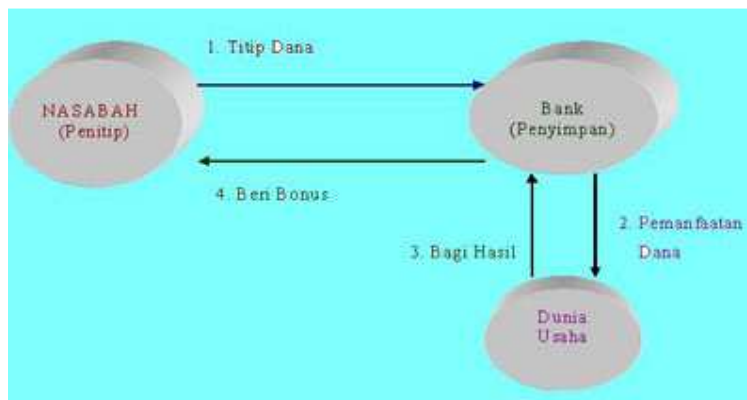 1. Titip Dana
NASABAH
(Penitip)
Bank
(Penyimpan)
4. Beri Bonus
2. Pemanfaatan
Dana
3. Bagi Hasil
Dunia
Usaha